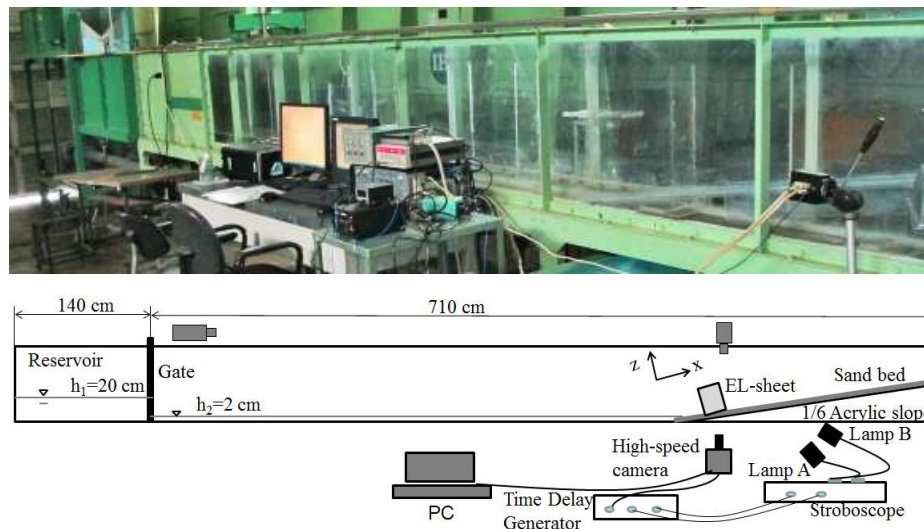 140 cm
710 cm
Reservoir
Gate
h₁=20 cm
h₂=2 cm
z
x
EL-sheet
Sand bed
1/6 Acrylic slop
Lamp B
High-speed
camera
Lamp A
PC
Time Delay
Generator
Stroboscope